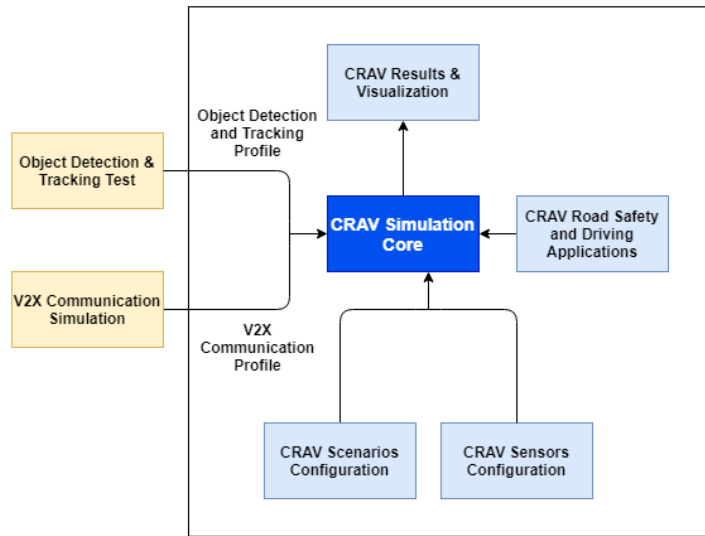 CRAV Results &
Visualization
Object Detection
and Tracking
Profile
Object Detection &
Tracking Test
CRAV Simulation
Core
CRAV Road Safety
and Driving
Applications
V2X Communication
Simulation
V2X
Communication
Profile
CRAV Scenarios
Configuration
CRAV Sensors
Configuration